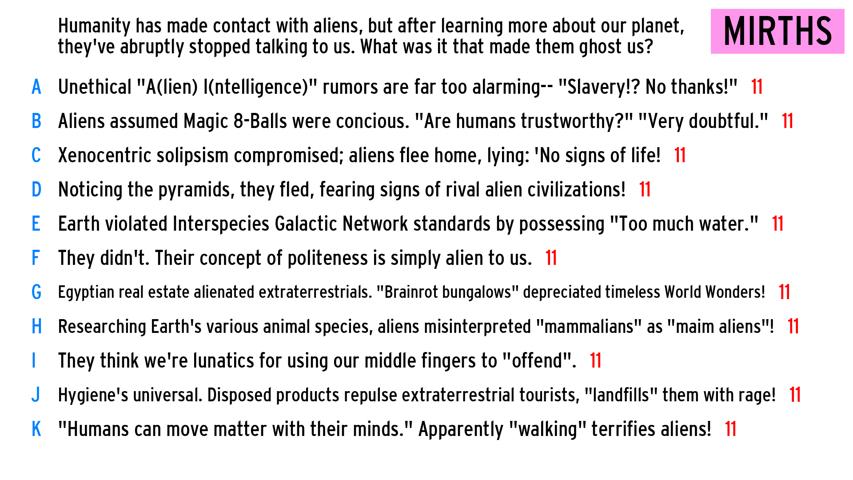 Humanity has made contact with aliens, but after learning more about our planet,
they've abruptly stopped talking to us. What was it that made them ghost us?
MIRTHS
A Unethical "A(lien) I(ntelligence)" rumors are far too alarming-- "Slavery!? No thanks!" 11
B Aliens assumed Magic 8-Balls were concious. "Are humans trustworthy?" "Very doubtful." 11
C Xenocentric solipsism compromised; aliens flee home, lying: 'No signs of life! 11
D Noticing the pyramids, they fled, fearing signs of rival alien civilizations! 11
E Earth violated Interspecies Galactic Network standards by possessing "Too much water." 11
F They didn't. Their concept of politeness is simply alien to us. 11
G Egyptian real estate alienated extraterrestrials. "Brainrot bungalows" depreciated timeless World Wonders! 11
H Researching Earth's various animal species, aliens misinterpreted "mammalians" as "maim aliens"! 11
I They think we're lunatics for using our middle fingers to "offend". 11
J Hygiene's universal. Disposed products repulse extraterrestrial tourists, "landfills" them with rage! 11
K "Humans can move matter with their minds." Apparently "walking" terrifies aliens! 11